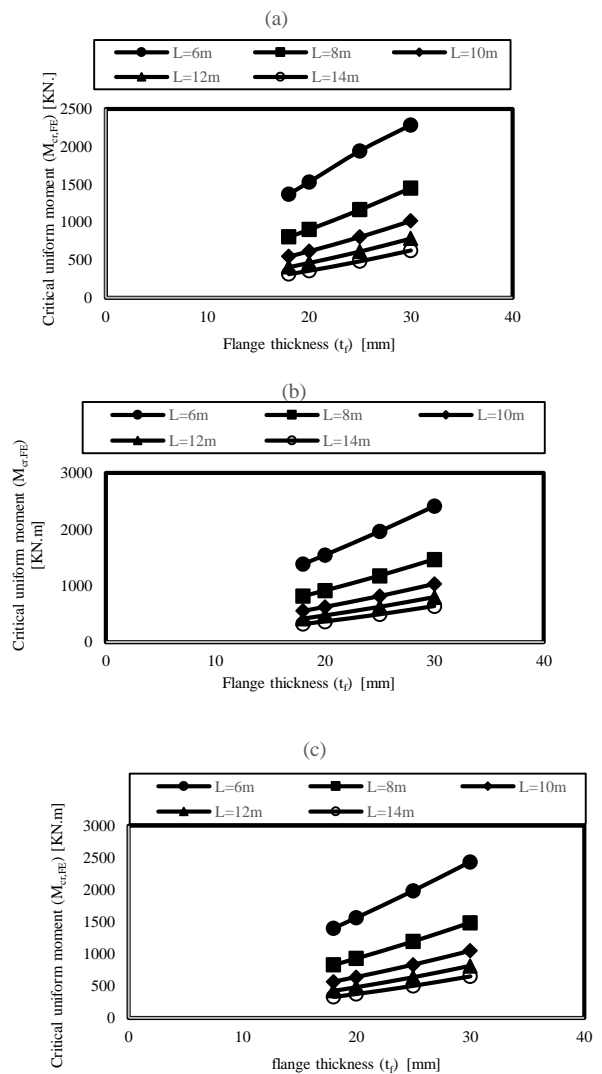 (a)
L=6m L=8m L=10m
L=12m L=14m
Critical uniform moment (Mcr,FE) [KN.]
2500
2000
1500
1000
500
0
0 10 20 30 40
Flange thickness (tf) [mm]
(b)
L=6m L=8m L=10m
L=12m L=14m
Critical uniform moment (Mcr.FE)
[KN.m]
3000
2000
1000
0
0 10 20 30 40
Flange thickness (tf) [mm]
(c)
L=6m L=8m L=10m
L=12m L=14m
Critical uniform moment (Mcr,FE) [KN.m]
3000
2500
2000
1500
1000
500
0
0 10 20 30 40
flange thickness (tf) [mm]